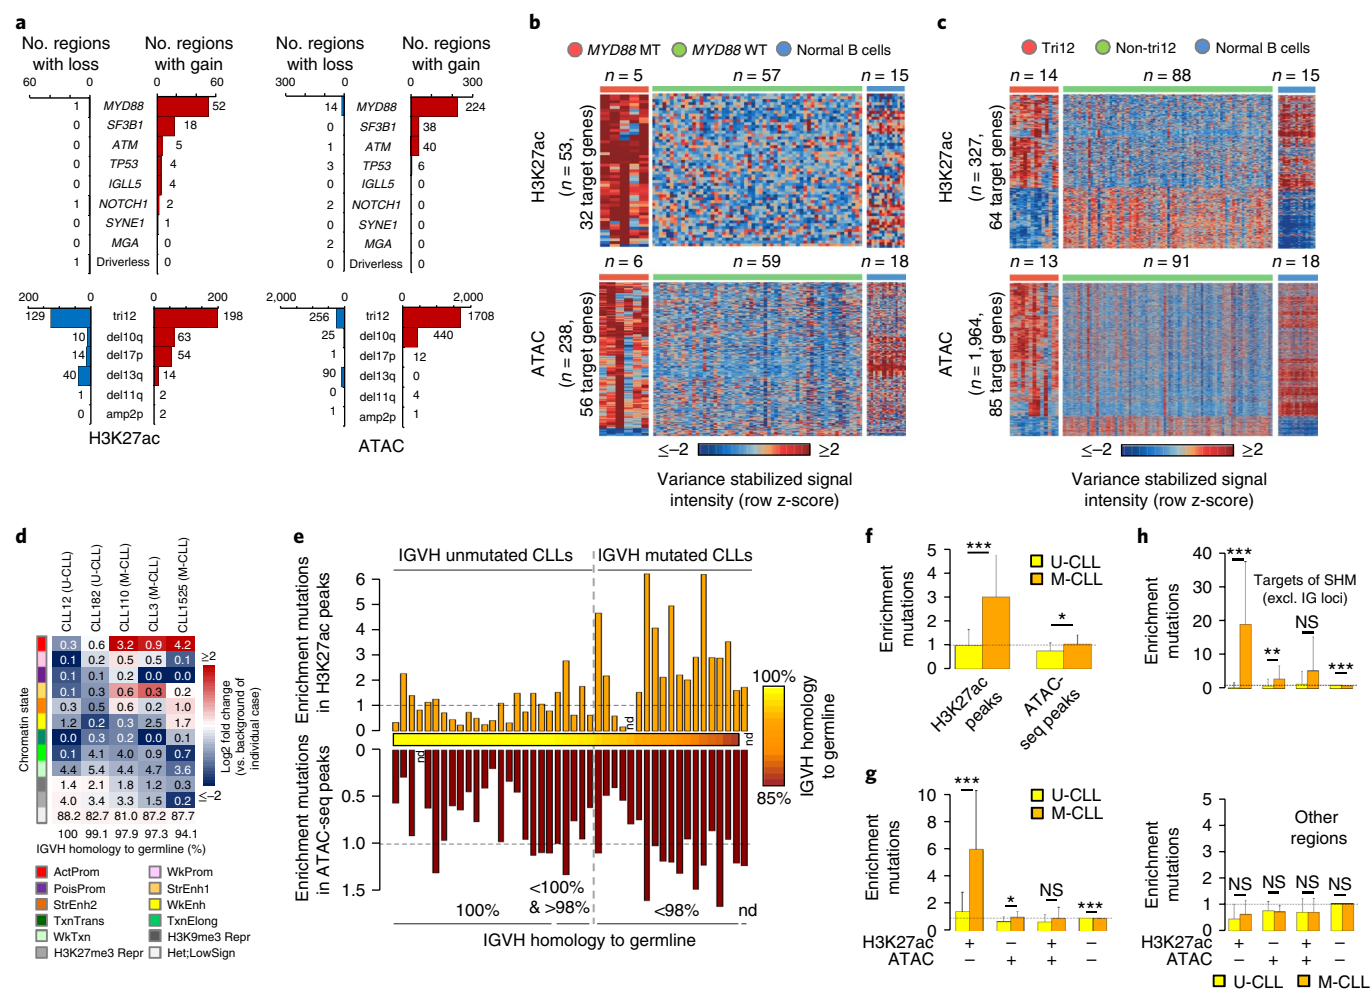 a
No. regions with loss
No. regions with gain
No. regions with loss
No. regions with gain
60 0 0 60
300 0 0 300
1 MYD88 52
0 SF3B1 18
0 ATM 5
0 TP53 4
0 IGLL5 4
1 NOTCH1 2
0 SYNE1 1
0 MGA 0
1 Driverless 0
14 MYD88 224
0 SF3B1 38
1 ATM 40
3 TP53 6
0 IGLL5 0
2 NOTCH1 0
0 SYNE1 0
2 MGA 0
0 Driverless 0
200 0 0 200
2,000 0 0 2,000
129 tri12 198
10 del10q 63
14 del17p 54
40 del13q 14
1 del11q 2
0 amp2p 2
256 tri12 1708
25 del10q 440
1 del17p 12
90 del13q 0
0 del11q 4
1 amp2p 1
H3K27ac
ATAC
b
MYD88 MT MYD88 WT Normal B cells
n = 5 n = 57 n = 15
H3K27ac
(n = 53,
32 target genes)
n = 6 n = 59 n = 18
ATAC
(n = 238,
56 target genes)
≤–2 ≥2
Variance stabilized signal
intensity (row z-score)
c
Tri12 Non-tri12 Normal B cells
n = 14 n = 88 n = 15
H3K27ac
(n = 327,
64 target genes)
n = 13 n = 91 n = 18
ATAC
(n = 1,964,
85 target genes)
≤–2 ≥2
Variance stabilized signal
intensity (row z-score)
d
CLL12 (U-CLL)
CLL182 (U-CLL)
CLL110 (M-CLL)
CLL3 (M-CLL)
CLL1525 (M-CLL)
Chromatin state
0.3 0.6 3.2 0.9 4.2
0.1 0.2 0.5 0.5 0.1
0.1 0.1 0.2 0.0 0.0
0.1 0.3 0.6 0.3 0.2
0.3 0.5 0.6 0.2 1.0
1.2 0.2 0.3 2.5 1.7
0.0 0.3 0.2 0.0 0.1
0.1 4.1 4.0 0.9 0.7
4.4 5.4 4.4 4.7 3.6
1.4 2.1 1.8 1.2 0.3
4.0 3.4 3.3 1.5 0.2
88.2 82.7 81.0 87.2 87.7
100 99.1 97.9 97.3 94.1
IGVH homology to germline (%)
≥2
≤–2
Log2 fold change
(vs. background of
individual case)
ActProm WkProm
PoisProm StrEnh1
StrEnh2 WkEnh
TxnTrans TxnElong
WkTxn H3K9me3 Repr
H3K27me3 Repr Het;LowSign
e
IGVH unmutated CLLs IGVH mutated CLLs
Enrichment mutations
in H3K27ac peaks
6
5
4
3
2
1
0
nd
nd
nd
Enrichment mutations
in ATAC-seq peaks
0
0.5
1.0
1.5
100%
<100%
& >98%
<98%
nd
IGVH homology to germline
100%
85%
IGVH homology
to germline
f
Enrichment
mutations
5
4
3
2
1
0
***
*
U-CLL
M-CLL
H3K27ac
peaks
ATAC-
seq peaks
g
Enrichment
mutations
10
8
6
4
2
0
***
*
NS
***
U-CLL
M-CLL
H3K27ac + – + –
ATAC – + + –
h
Enrichment
mutations
40
30
20
10
0
***
**
NS
***
Targets of SHM
(excl. IG loci)
Enrichment
mutations
5
4
3
2
1
0
Other
regions
NS NS NS NS
H3K27ac + – + –
ATAC – + + –
U-CLL M-CLL